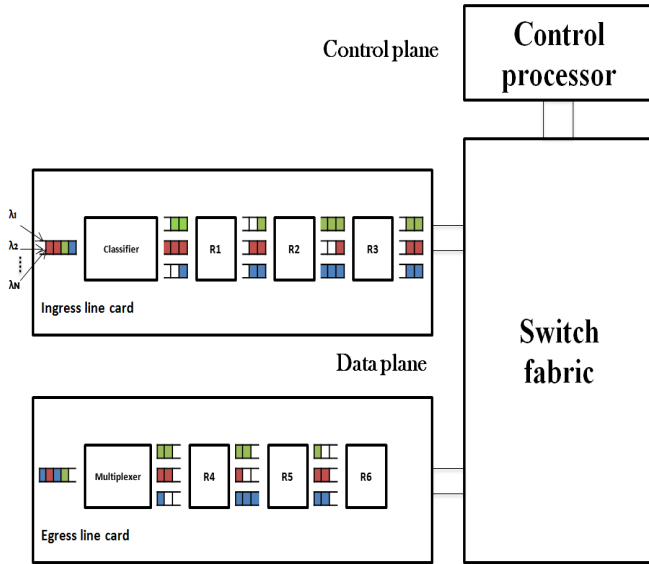 Control plane
Control
processor
λ1
λ2
λN
Classifier
R1
R2
R3
Ingress line card
Data plane
Switch
fabric
Multiplexer
R4
R5
R6
Egress line card